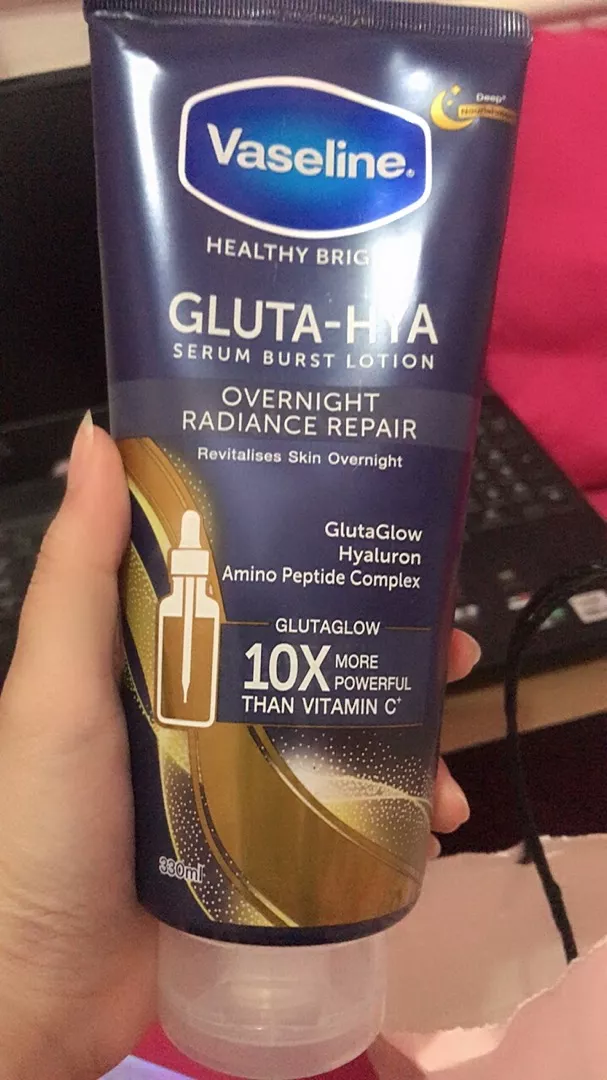 Deep⁺
Vaseline®
HEALTHY BRIG
GLUTA-HYA
SERUM BURST LOTION
OVERNIGHT
RADIANCE REPAIR
Revitalises Skin Overnight
GlutaGlow
Hyaluron
Amino Peptide Complex
GLUTAGLOW
10X MORE
POWERFUL
THAN VITAMIN C⁺
330ml